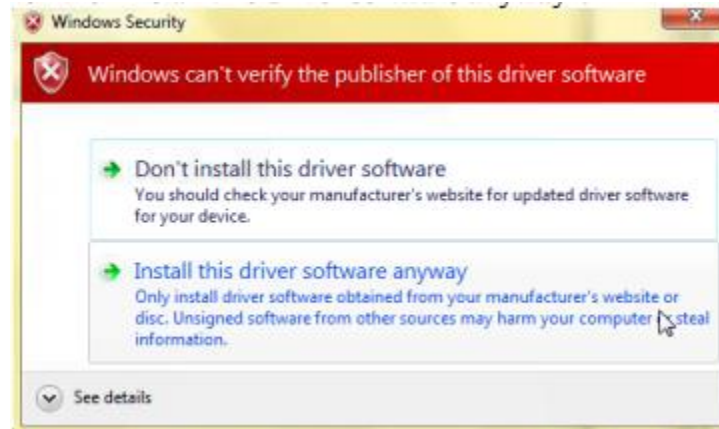 Windows Security
Windows can't verify the publisher of this driver software
Don't install this driver software
You should check your manufacturer's website for updated driver software
for your device.
Install this driver software anyway
Only install driver software obtained from your manufacturer's website or
disc. Unsigned software from other sources may harm your computer steal
information.
See details